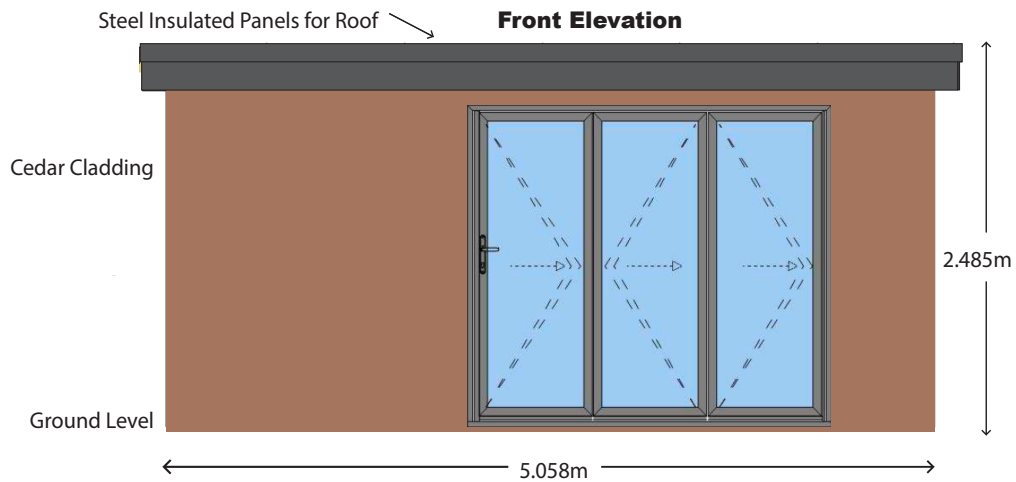 Steel Insulated Panels for Roof
Front Elevation
Cedar Cladding
2.485m
Ground Level
5.058m